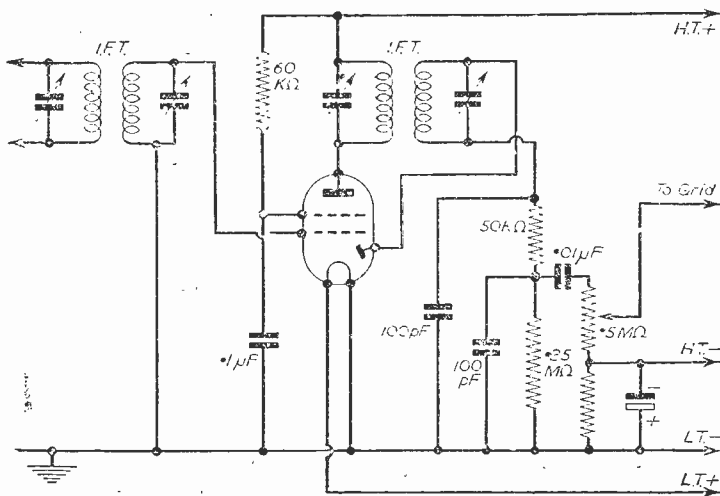 I.F.T.
I.F.T.
H.T.+
60
KΩ
To Grid
50KΩ
·01μF
·5MΩ
100pF
100
pF
·25
MΩ
·1μF
H.T.−
−
+
L.T.−
L.T.+